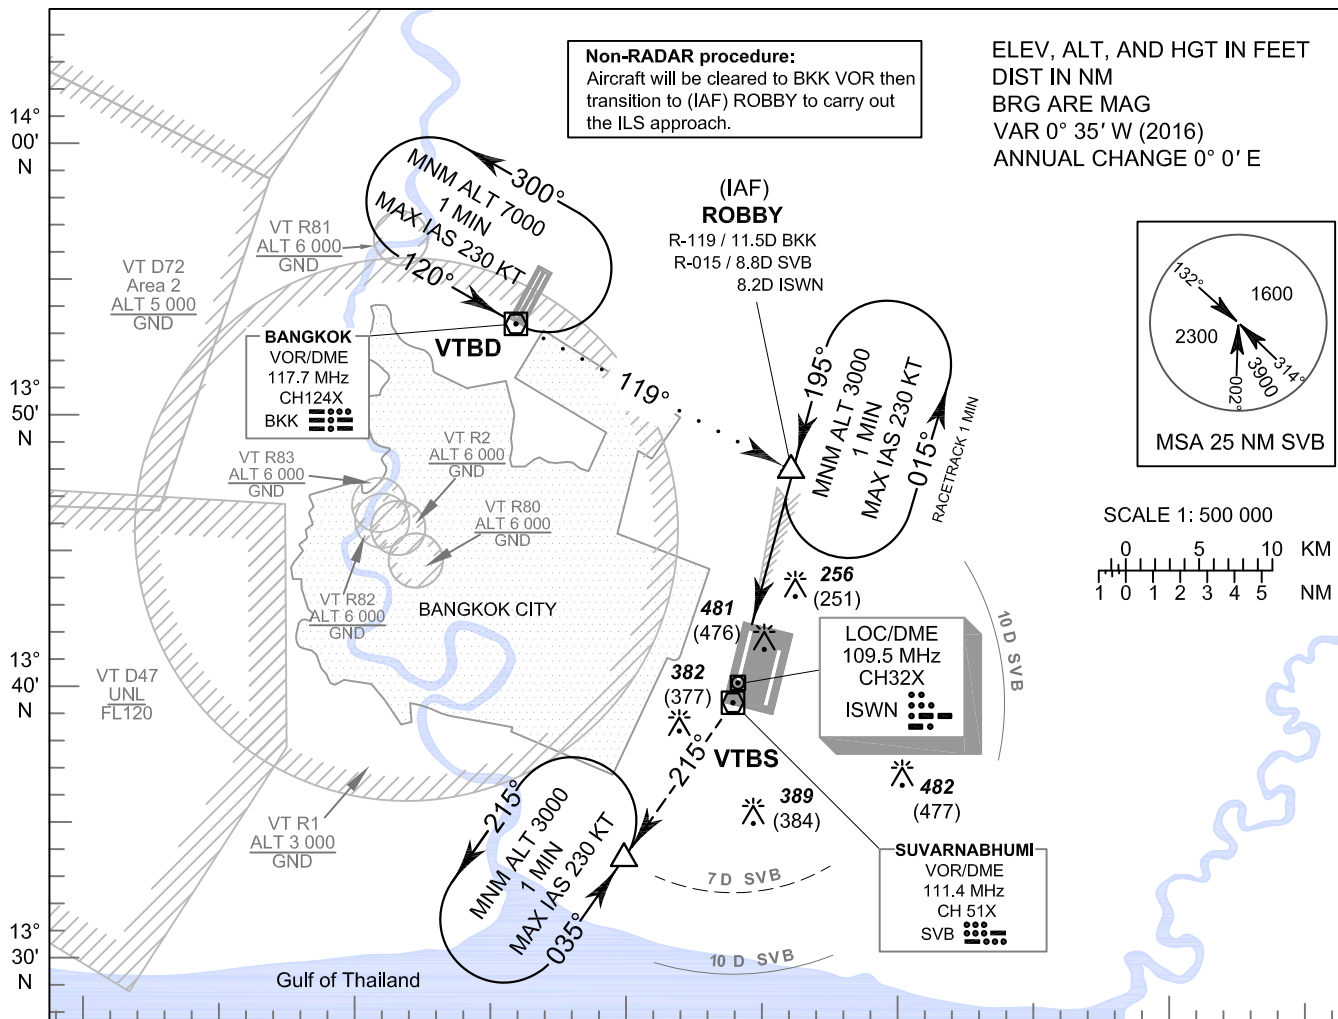 Non-RADAR procedure:
Aircraft will be cleared to BKK VOR then
transition to (IAF) ROBBY to carry out
the ILS approach.
ELEV, ALT, AND HGT IN FEET
DIST IN NM
BRG ARE MAG
VAR 0° 35' W (2016)
ANNUAL CHANGE 0° 0' E
14°
00'
N
13°
50'
N
13°
40'
N
13°
30'
N
300°
MNM ALT 7000
1 MIN
MAX IAS 230 KT
120°
VT R81
ALT 6 000
GND
VT D72
Area 2
ALT 5 000
GND
BANGKOK
VOR/DME
117.7 MHz
CH124X
BKK
VTBD
119°
(IAF)
ROBBY
R-119 / 11.5D BKK
R-015 / 8.8D SVB
8.2D ISWN
195°
MNM ALT 3000
1 MIN
MAX IAS 230 KT
015°
RACETRACK 1 MIN
132°
1600
2300
3900
314°
002°
MSA 25 NM SVB
SCALE 1: 500 000
0 5 10 KM
1 0 1 2 3 4 5 NM
VT R2
ALT 6 000
GND
VT R83
ALT 6 000
GND
VT R80
ALT 6 000
GND
VT R82
ALT 6 000
GND
BANGKOK CITY
VT D47
UNL
FL120
VT R1
ALT 3 000
GND
256
(251)
481
(476)
382
(377)
389
(384)
482
(477)
LOC/DME
109.5 MHz
CH32X
ISWN
10 D SVB
VTBS
215°
215°
MNM ALT 3000
1 MIN
MAX IAS 230 KT
035°
7 D SVB
10 D SVB
SUVARNABHUMI
VOR/DME
111.4 MHz
CH 51X
SVB
Gulf of Thailand